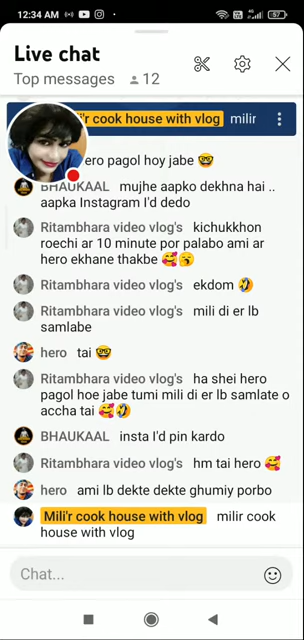 12:34 AM
57
Live chat
Top messages 12
Mili'r cook house with vlog milir
ero pagol hoy jabe 🤓
BHAUKAAL mujhe aapko dekhna hai ..
aapka Instagram I'd dedo
Ritambhara video vlog's kichukkhon
roechi ar 10 minute por palabo ami ar
hero ekhane thakbe 🥰😚
Ritambhara video vlog's ekdom 🤣
Ritambhara video vlog's mili di er lb
samlabe
hero tai 🤓
Ritambhara video vlog's ha shei hero
pagol hoe jabe tumi mili di er lb samlate o
accha tai 🥰🤣
BHAUKAAL insta I'd pin kardo
Ritambhara video vlog's hm tai hero 🥰
hero ami lb dekte dekte ghumiy porbo
Mili'r cook house with vlog milir cook
house with vlog
Chat...